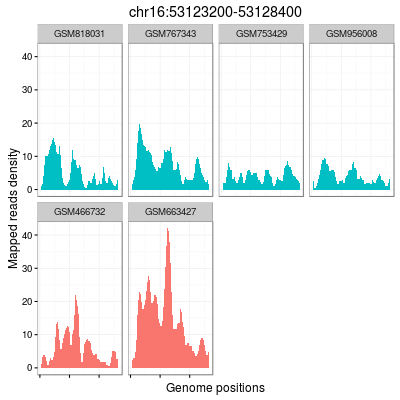 chr16:53123200-53128400
GSM818031 GSM767343 GSM753429 GSM956008
40
30
20
10
0
GSM466732 GSM663427
40
30
20
10
0
Mapped reads density
Genome positions